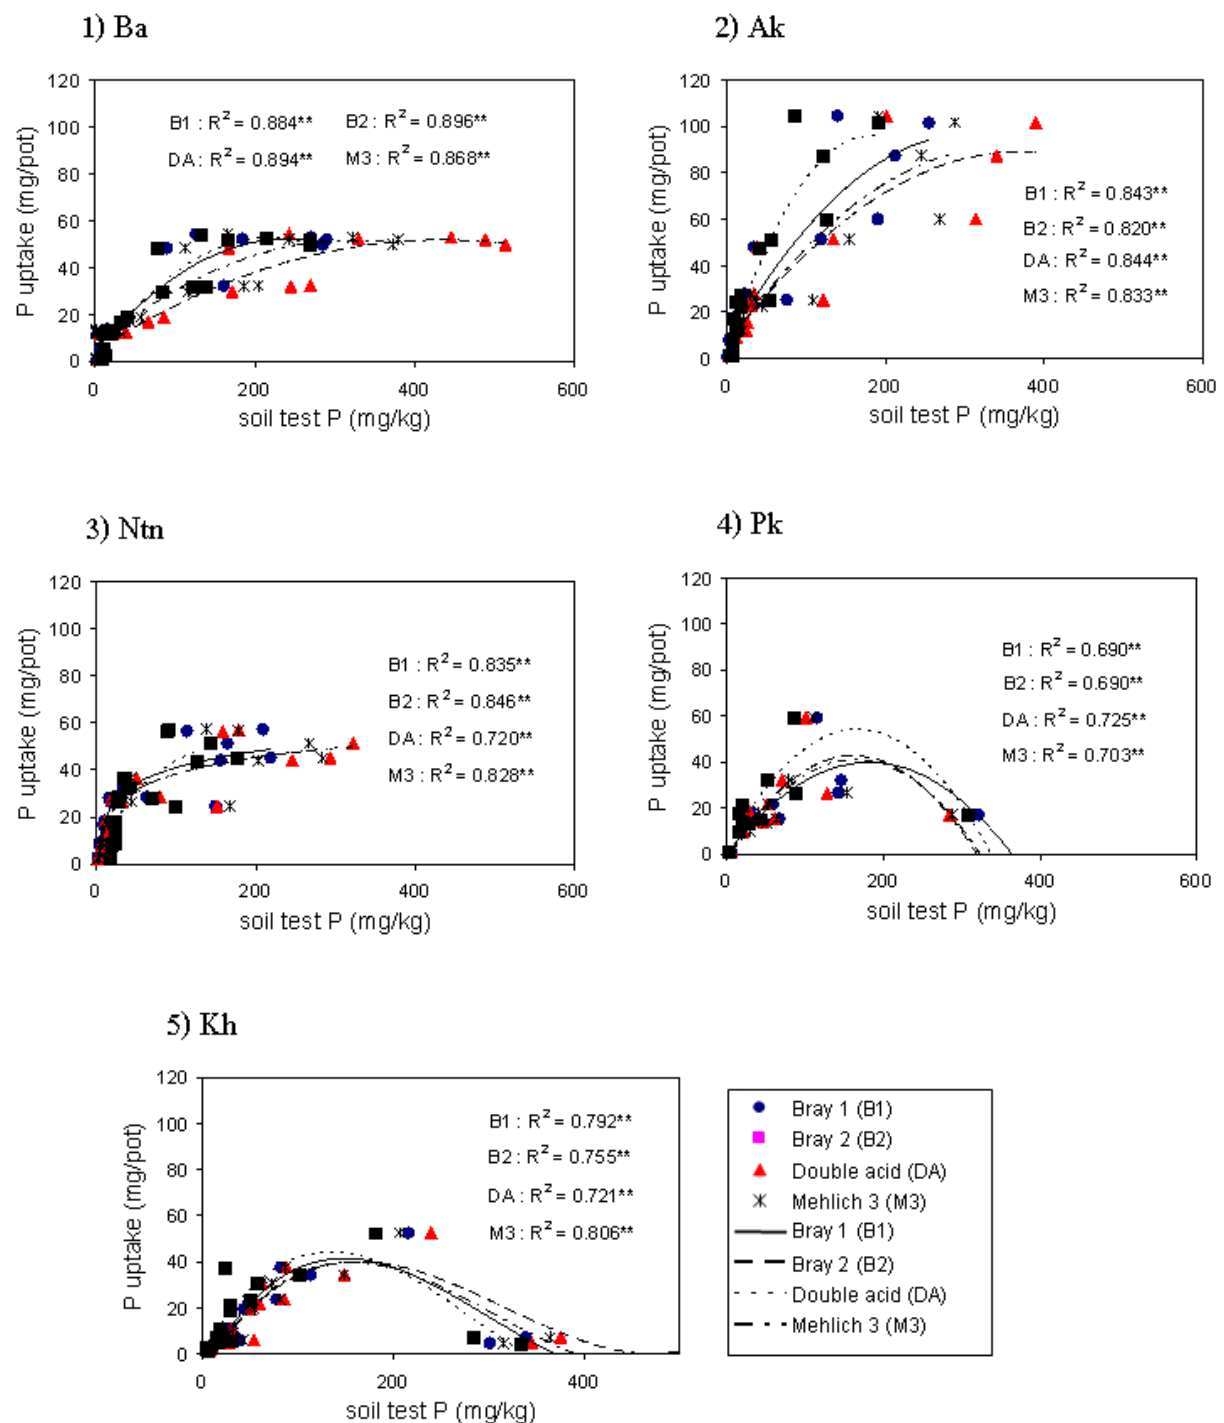 1) Ba
120
100
80
60
40
20
0
P uptake (mg/pot)
B1 : R² = 0.884** B2 : R² = 0.896**
DA : R² = 0.894** M3 : R² = 0.868**
0 200 400 600
soil test P (mg/kg)
2) Ak
120
100
80
60
40
20
0
P uptake (mg/pot)
B1 : R² = 0.843**
B2 : R² = 0.820**
DA : R² = 0.844**
M3 : R² = 0.833**
0 200 400 600
soil test P (mg/kg)
3) Ntn
120
100
80
60
40
20
0
P uptake (mg/pot)
B1 : R² = 0.835**
B2 : R² = 0.846**
DA : R² = 0.720**
M3 : R² = 0.828**
0 200 400 600
soil test P (mg/kg)
4) Pk
120
100
80
60
40
20
0
P uptake (mg/pot)
B1 : R² = 0.690**
B2 : R² = 0.690**
DA : R² = 0.725**
M3 : R² = 0.703**
0 200 400 600
soil test P (mg/kg)
5) Kh
120
100
80
60
40
20
0
P uptake (mg/pot)
B1 : R² = 0.792**
B2 : R² = 0.755**
DA : R² = 0.721**
M3 : R² = 0.806**
0 200 400
soil test P (mg/kg)
Bray 1 (B1)
Bray 2 (B2)
Double acid (DA)
Mehlich 3 (M3)
Bray 1 (B1)
Bray 2 (B2)
Double acid (DA)
Mehlich 3 (M3)